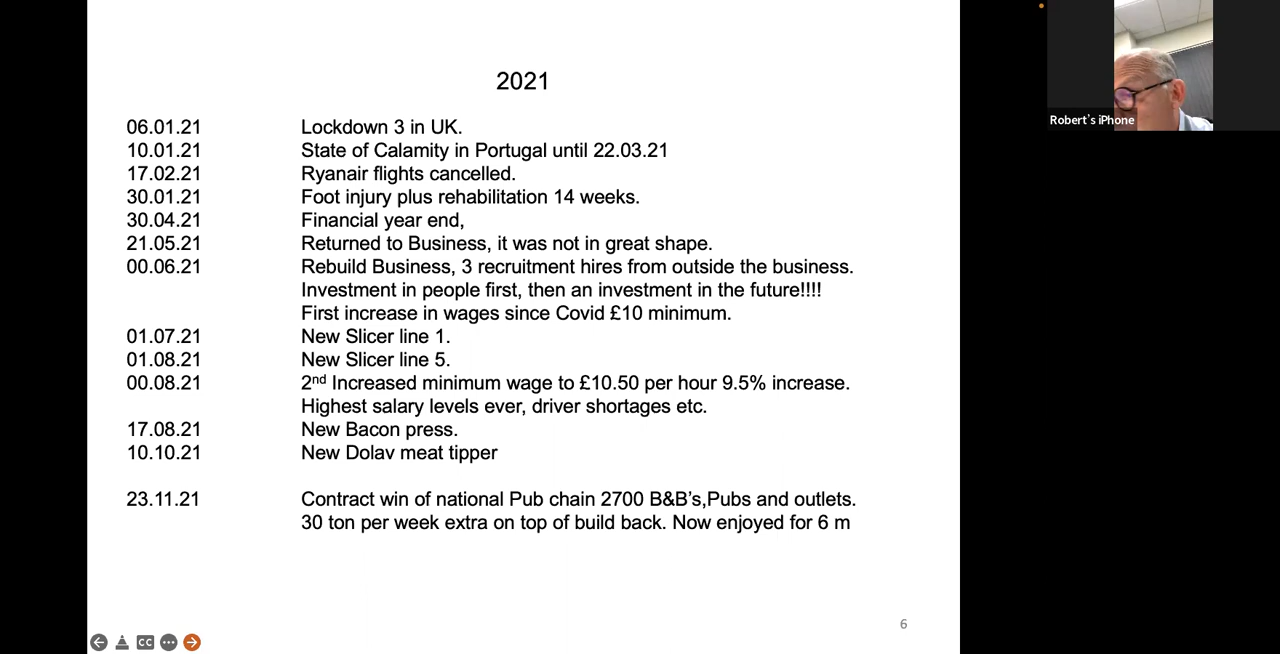 2021
06.01.21 Lockdown 3 in UK.
10.01.21 State of Calamity in Portugal until 22.03.21
17.02.21 Ryanair flights cancelled.
30.01.21 Foot injury plus rehabilitation 14 weeks.
30.04.21 Financial year end,
21.05.21 Returned to Business, it was not in great shape.
00.06.21 Rebuild Business, 3 recruitment hires from outside the business.
Investment in people first, then an investment in the future!!!!
First increase in wages since Covid £10 minimum.
01.07.21 New Slicer line 1.
01.08.21 New Slicer line 5.
00.08.21 2nd Increased minimum wage to £10.50 per hour 9.5% increase.
Highest salary levels ever, driver shortages etc.
17.08.21 New Bacon press.
10.10.21 New Dolav meat tipper
23.11.21 Contract win of national Pub chain 2700 B&B’s,Pubs and outlets.
30 ton per week extra on top of build back. Now enjoyed for 6 m
6
CC
Robert’s iPhone